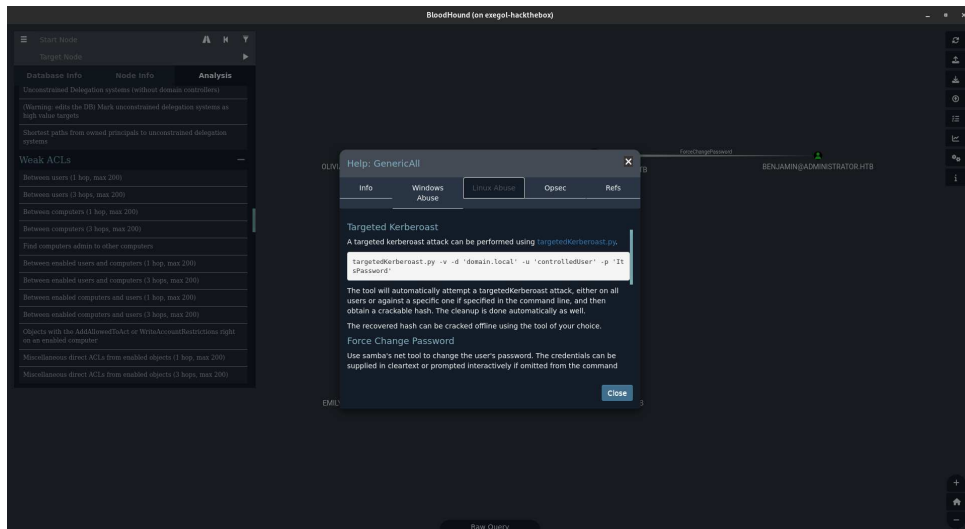 BloodHound (on exegol-hackthebox)
Start Node
Target Node
Database Info
Node Info
Analysis
Unconstrained Delegation systems (without domain controllers)
(Warning: edits the DB) Mark unconstrained delegation systems as
high value targets
Shortest paths from owned principals to unconstrained delegation
systems
Weak ACLs
Between users (1 hop, max 200)
Between users (3 hops, max 200)
Between computers (1 hop, max 200)
Between computers (3 hops, max 200)
Find computers admin to other computers
Between enabled users and computers (1 hop, max 200)
Between enabled users and computers (3 hops, max 200)
Between enabled computers and users (1 hop, max 200)
Between enabled computers and users (3 hops, max 200)
Objects with the AddAllowedToAct or WriteAccountRestrictions right
on an enabled computer
Miscellaneous direct ACLs from enabled objects (1 hop, max 200)
Miscellaneous direct ACLs from enabled objects (3 hops, max 200)
OLIVI
ForceChangePassword
TB
BENJAMIN@ADMINISTRATOR.HTB
Help: GenericAll
Info
Windows
Abuse
Linux Abuse
Opsec
Refs
Targeted Kerberoast
A targeted kerberoast attack can be performed using targetedKerberoast.py.
targetedKerberoast.py -v -d 'domain.local' -u 'controlledUser' -p 'It
sPassword'
The tool will automatically attempt a targetedKerberoast attack, either on all
users or against a specific one if specified in the command line, and then
obtain a crackable hash. The cleanup is done automatically as well.
The recovered hash can be cracked offline using the tool of your choice.
Force Change Password
Use samba's net tool to change the user's password. The credentials can be
supplied in cleartext or prompted interactively if omitted from the command
Close
EMIL
Raw Query